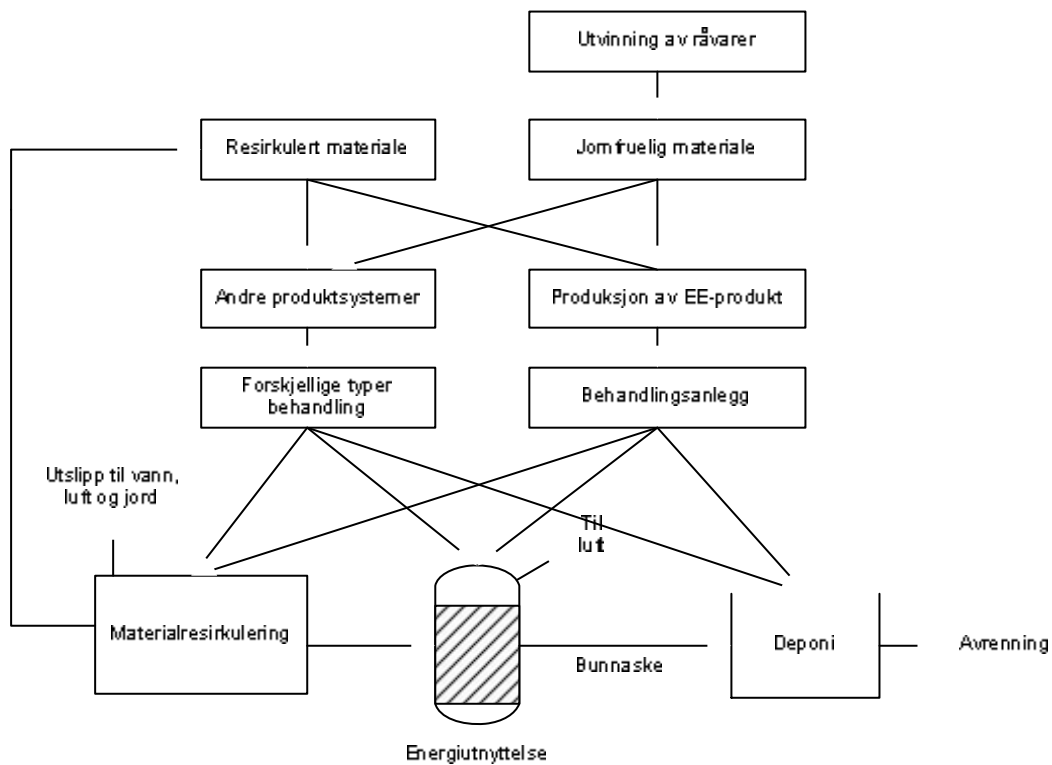 Utvinning av råvarer
Resirkulert materiale
Jomfruelig materiale
Andre produktsystemer
Produksjon av EE-produkt
Forskjellige typer
behandling
Behandlingsanlegg
Utslipp til vann,
luft og jord
Til
luft
Materialresirkulering
Bunnaske
Deponi
Avrenning
Energiutnyttelse